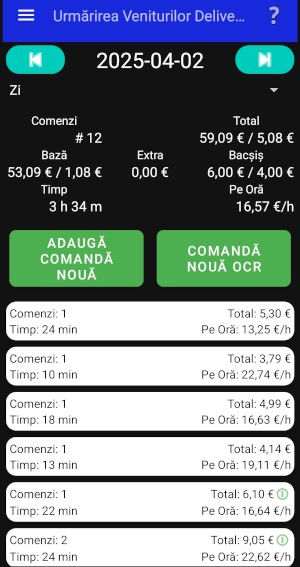 Urmărirea Veniturilor Delive... ?
2025-04-02
Zi
Comenzi Total
# 12 59,09 € / 5,08 €
Bază Extra Bacșiș
53,09 € / 1,08 € 0,00 € 6,00 € / 4,00 €
Timp Pe Oră
3 h 34 m 16,57 €/h
ADAUGĂ
COMANDĂ
NOUĂ
COMANDĂ
NOUĂ OCR
Comenzi: 1 Total: 5,30 €
Timp: 24 min Pe Oră: 13,25 €/h
Comenzi: 1 Total: 3,79 €
Timp: 10 min Pe Oră: 22,74 €/h
Comenzi: 1 Total: 4,99 €
Timp: 18 min Pe Oră: 16,63 €/h
Comenzi: 1 Total: 4,14 €
Timp: 13 min Pe Oră: 19,11 €/h
Comenzi: 1 Total: 6,10 €
Timp: 22 min Pe Oră: 16,64 €/h
Comenzi: 2 Total: 9,05 €
Timp: 24 min Pe Oră: 22,62 €/h